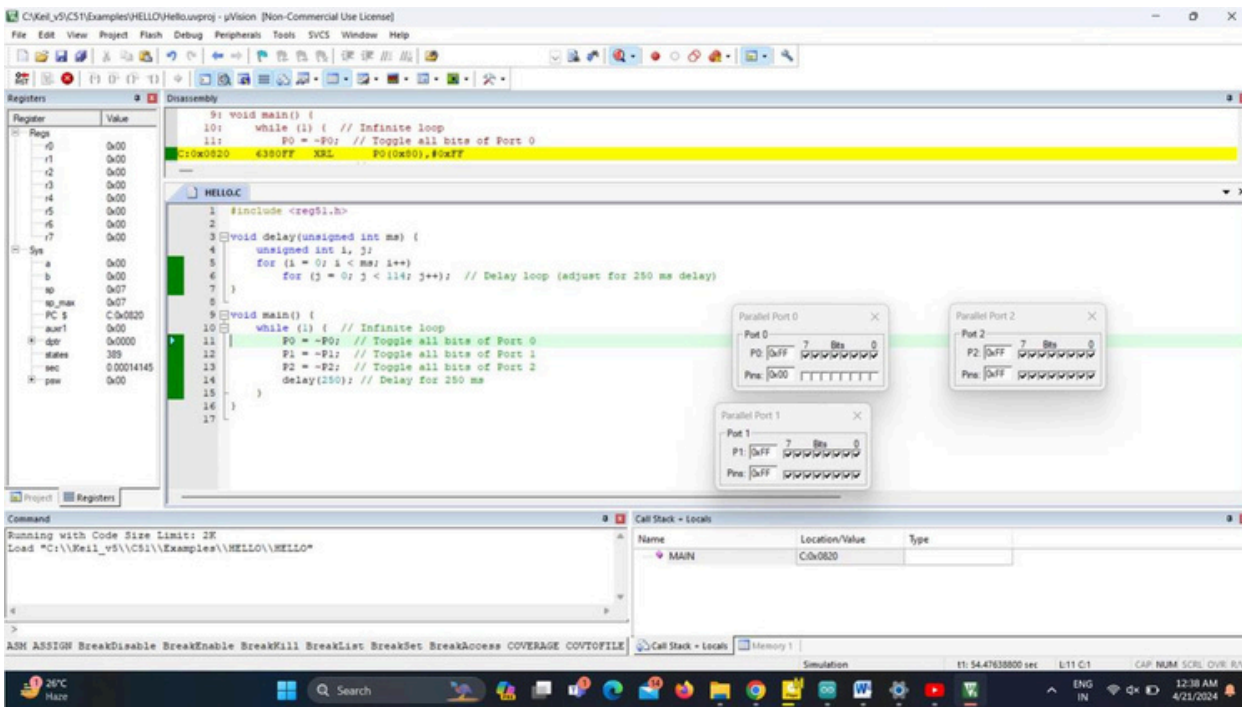 C:\Keil_v5\C51\Examples\HELLO\Hello.uvproj - µVision [Non-Commercial Use License]
File Edit View Project Flash Debug Peripherals Tools SVCS Window Help
Registers
Register Value
Regs
r0 0x00
r1 0x00
r2 0x00
r3 0x00
r4 0x00
r5 0x00
r6 0x00
r7 0x00
Sys
a 0x00
b 0x00
sp 0x07
sp_max 0x07
PC $ C:0x0820
auxr1 0x00
dptr 0x0000
states 389
sec 0.00014145
psw 0x00
Project Registers
Disassembly
9: void main() {
10: while (1) { // Infinite loop
11: P0 = ~P0; // Toggle all bits of Port 0
C:0x0820 6380FF XRL P0(0x80),#0xFF
HELLO.C
1 #include <reg51.h>
2
3 void delay(unsigned int ms) {
4 unsigned int i, j;
5 for (i = 0; i < ms; i++)
6 for (j = 0; j < 114; j++); // Delay loop (adjust for 250 ms delay)
7 }
8
9 void main() {
10 while (1) { // Infinite loop
11 P0 = ~P0; // Toggle all bits of Port 0
12 P1 = ~P1; // Toggle all bits of Port 1
13 P2 = ~P2; // Toggle all bits of Port 2
14 delay(250); // Delay for 250 ms
15 }
16 }
17
Parallel Port 0
Port 0
7 Bits 0
P0: 0xFF
Pins: 0x00
Parallel Port 2
Port 2
7 Bits 0
P2: 0xFF
Pins: 0xFF
Parallel Port 1
Port 1
7 Bits 0
P1: 0xFF
Pins: 0xFF
Command
Running with Code Size Limit: 2K
Load "C:\\Keil_v5\\C51\\Examples\\HELLO\\HELLO"
>
ASM ASSIGN BreakDisable BreakEnable BreakKill BreakList BreakSet BreakAccess COVERAGE COVTOFILE
Call Stack + Locals
Name Location/Value Type
MAIN C:0x0820
Call Stack + Locals Memory 1
Simulation t1: 54.47638800 sec L:11 C:1 CAP NUM SCRL OVR
26°C
Haze
Search
ENG
IN
12:38 AM
4/21/2024